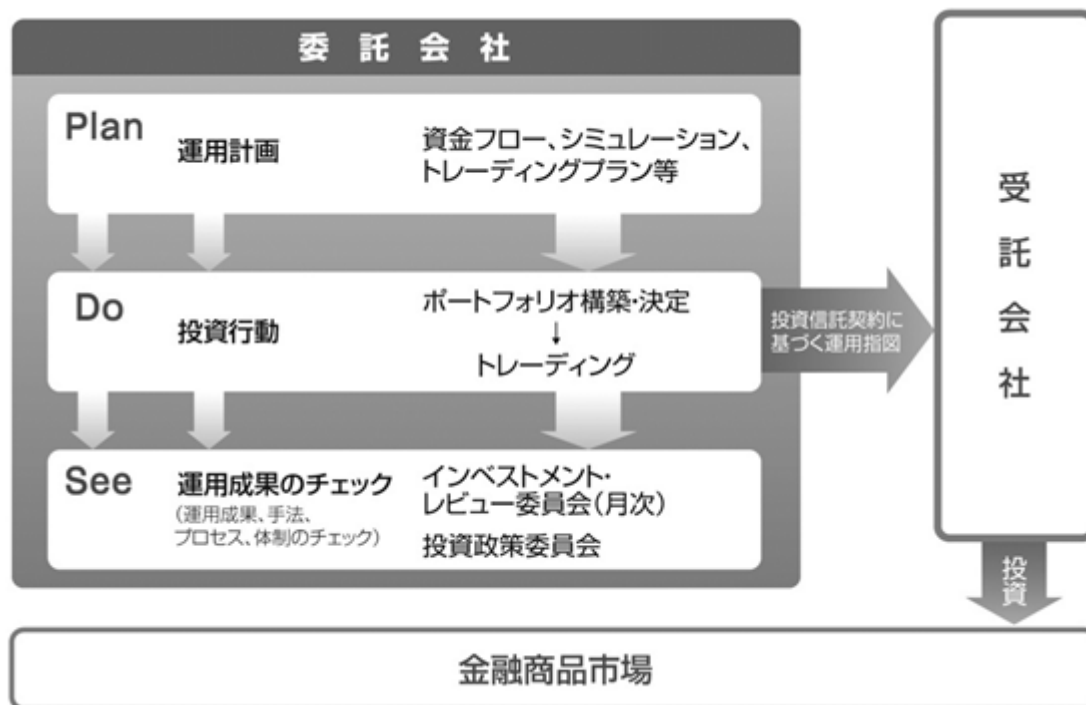 委託会社
Plan
運用計画
資金フロー、シミュレーション、
トレーディングプラン等
Do
投資行動
ポートフォリオ構築・決定
↓
トレーディング
投資信託契約に
基づく運用指図
See
運用成果のチェック
(運用成果、手法、
プロセス、体制のチェック)
インベストメント・
レビュー委員会(月次)
投資政策委員会
受託会社
投資
金融商品市場